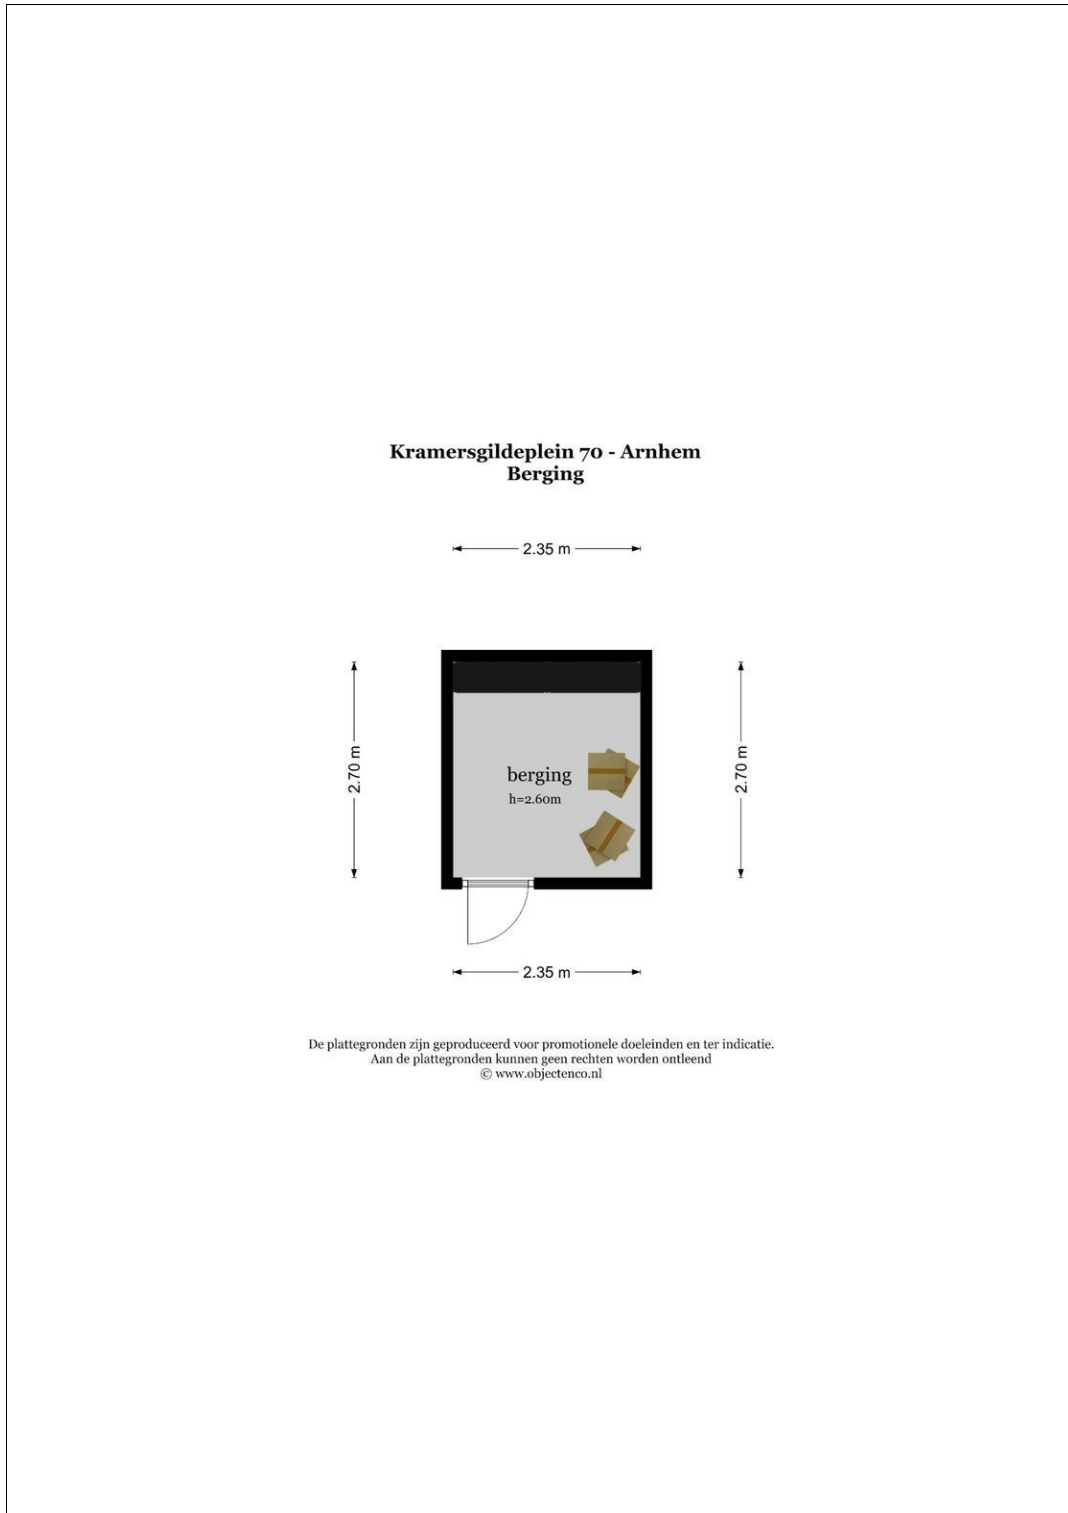 Kramersgildeplein 70 - Arnhem
Berging
2.35 m
2.70 m
2.70 m
berging
h=2.60m
2.35 m
De plattegronden zijn geproduceerd voor promotionele doeleinden en ter indicatie.
Aan de plattegronden kunnen geen rechten worden ontleend
© www.objectenco.nl